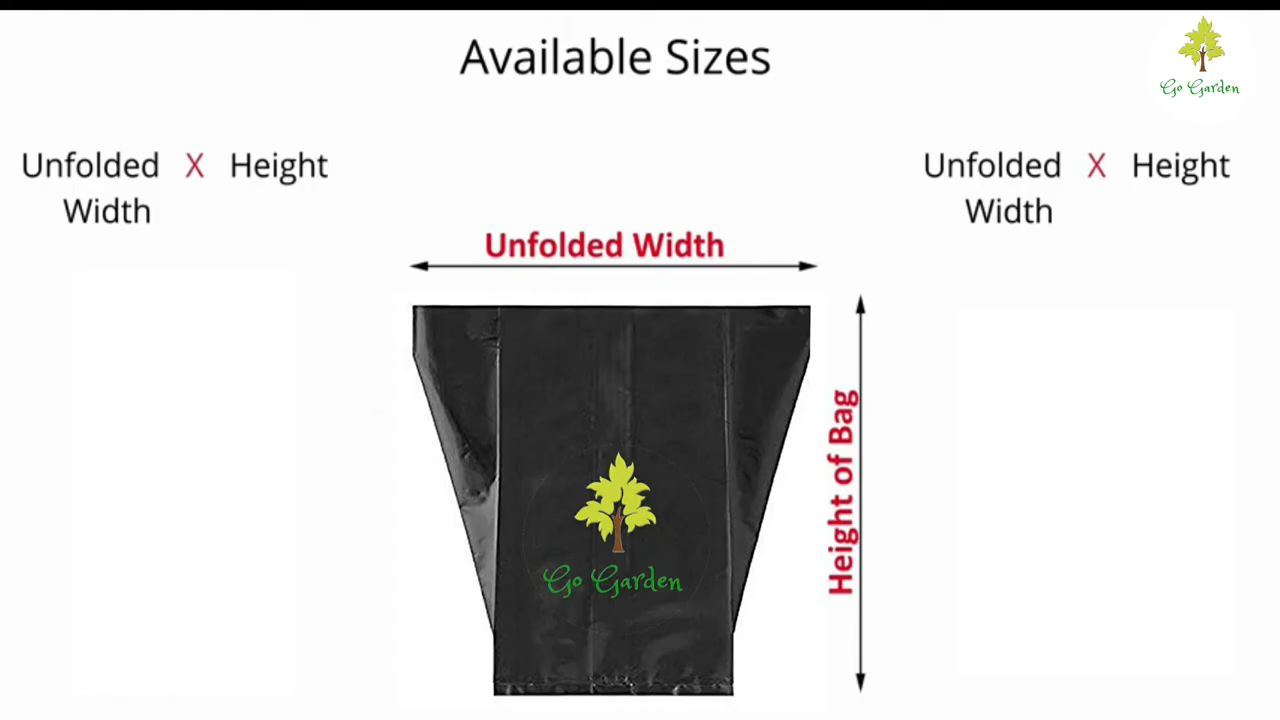 Available Sizes
Go Garden
Unfolded X Height
Width
Unfolded X Height
Width
Unfolded Width
Height of Bag
Go Garden